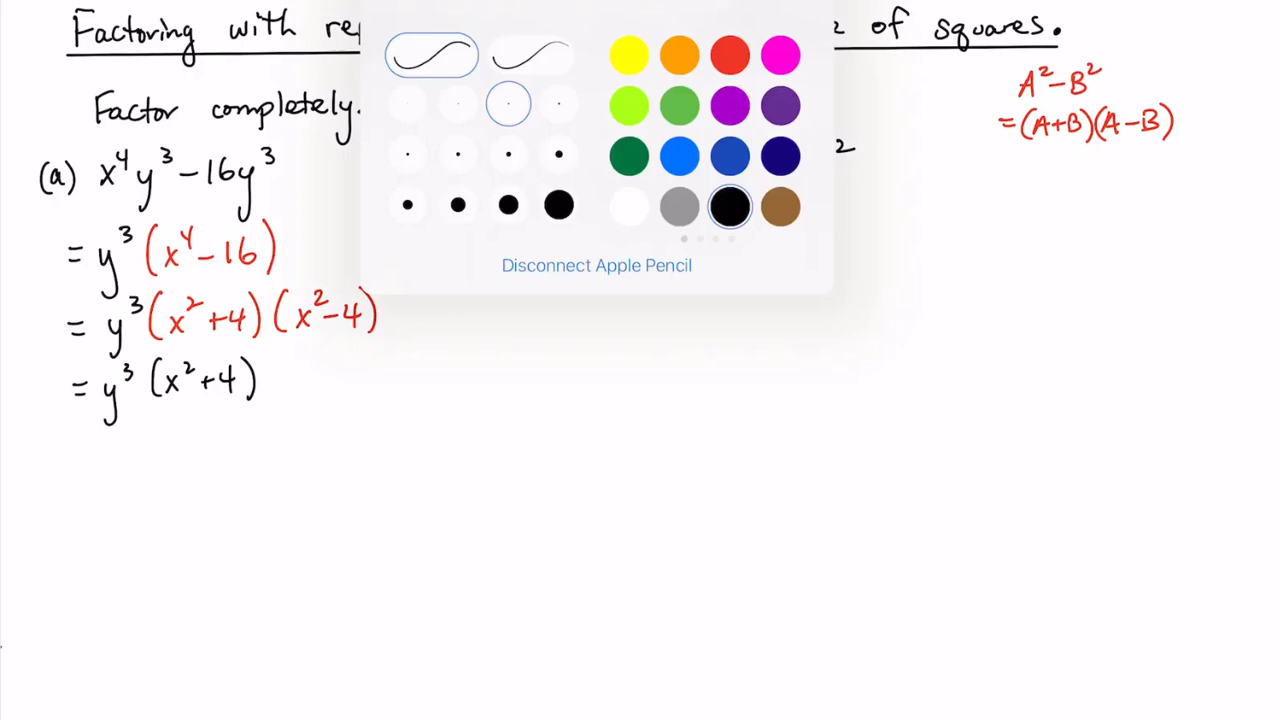 Factoring with of squares.
A² − B²
Factor completely.
= (A+B)(A−B)
(a) x⁴y³ − 16y³
2
= y³(x⁴ − 16)
Disconnect Apple Pencil
= y³(x² + 4)(x² − 4)
= y³(x² + 4)